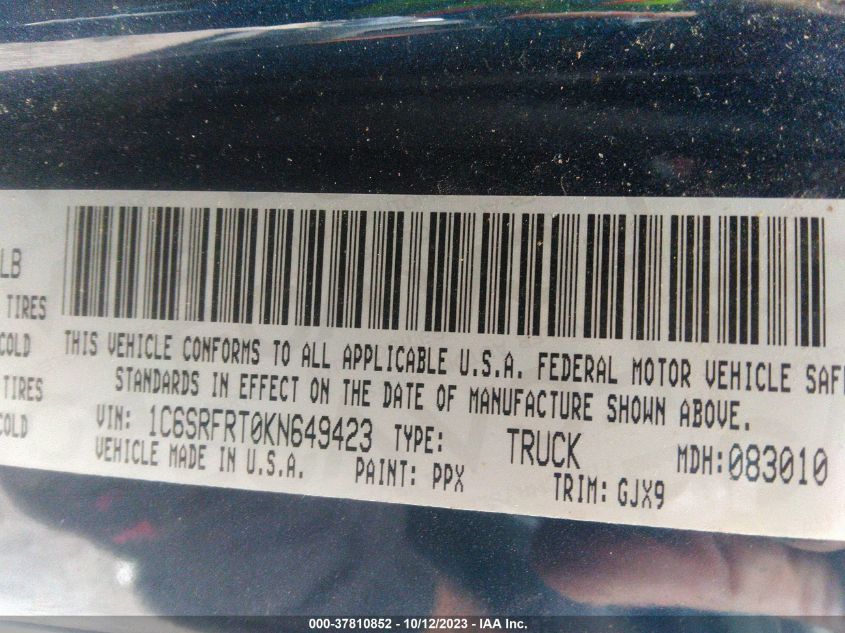 LB
TIRES
COLD
TIRES
COLD
THIS VEHICLE CONFORMS TO ALL APPLICABLE U.S.A. FEDERAL MOTOR VEHICLE SAF
STANDARDS IN EFFECT ON THE DATE OF MANUFACTURE SHOWN ABOVE.
VIN: 1C6SRFRT0KN649423 TYPE: TRUCK MDH:083010
VEHICLE MADE IN U.S.A. PAINT: PPX TRIM: GJX9
000-37810852 - 10/12/2023 - IAA Inc.